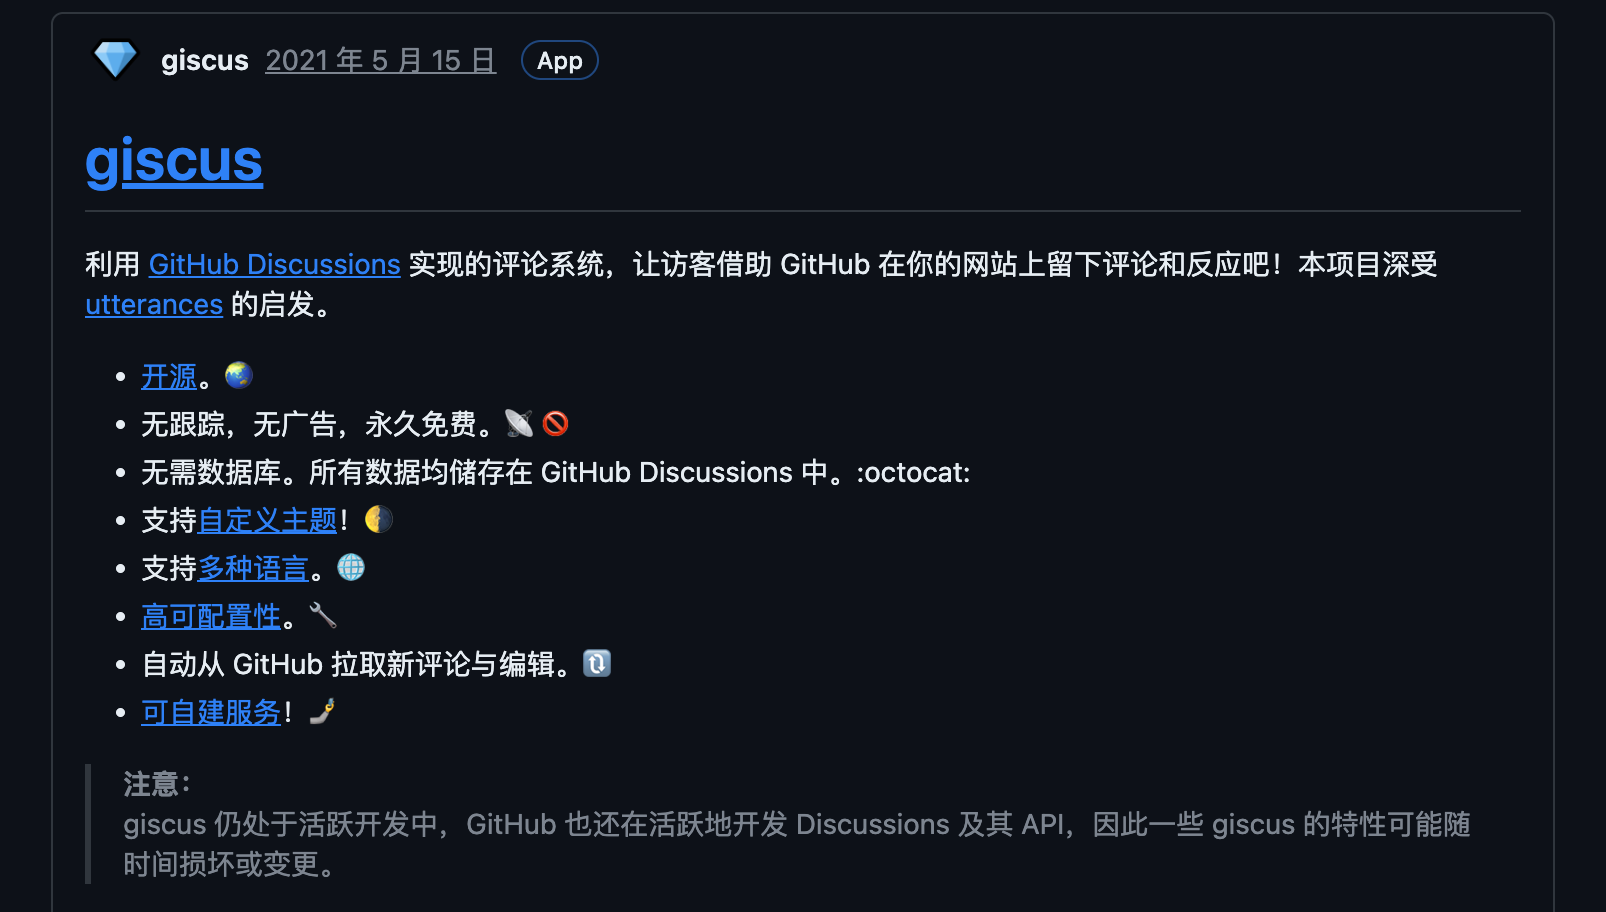 giscus 2021 年 5 月 15 日 App
giscus
利用 GitHub Discussions 实现的评论系统，让访客借助 GitHub 在你的网站上留下评论和反应吧！本项目深受
utterances 的启发。
开源。🌏
无跟踪，无广告，永久免费。📡 🚫
无需数据库。所有数据均储存在 GitHub Discussions 中。:octocat:
支持自定义主题！🌗
支持多种语言。🌐
高可配置性。🔧
自动从 GitHub 拉取新评论与编辑。🔃
可自建服务！🤳
注意：
giscus 仍处于活跃开发中，GitHub 也还在活跃地开发 Discussions 及其 API，因此一些 giscus 的特性可能随
时间损坏或变更。